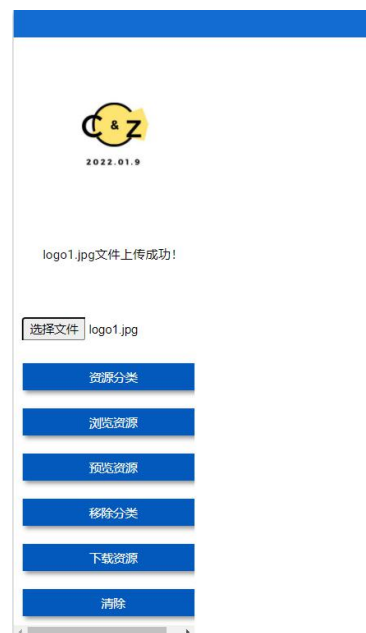 C & Z
2022.01.9
logo1.jpg文件上传成功!
选择文件 logo1.jpg
资源分类
浏览资源
预览资源
移除分类
下载资源
清除